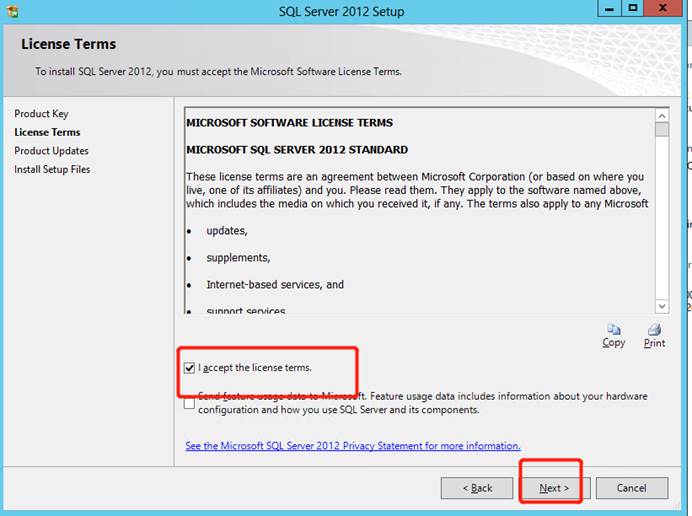 SQL Server 2012 Setup
License Terms
To install SQL Server 2012, you must accept the Microsoft Software License Terms.
Product Key
License Terms
Product Updates
Install Setup Files
MICROSOFT SOFTWARE LICENSE TERMS
MICROSOFT SQL SERVER 2012 STANDARD
These license terms are an agreement between Microsoft Corporation (or based on where you
live, one of its affiliates) and you. Please read them. They apply to the software named above,
which includes the media on which you received it, if any. The terms also apply to any Microsoft
• updates,
• supplements,
• Internet-based services, and
• support services
Copy Print
I accept the license terms.
Send feature usage data to Microsoft. Feature usage data includes information about your hardware
configuration and how you use SQL Server and its components.
See the Microsoft SQL Server 2012 Privacy Statement for more information.
< Back Next > Cancel